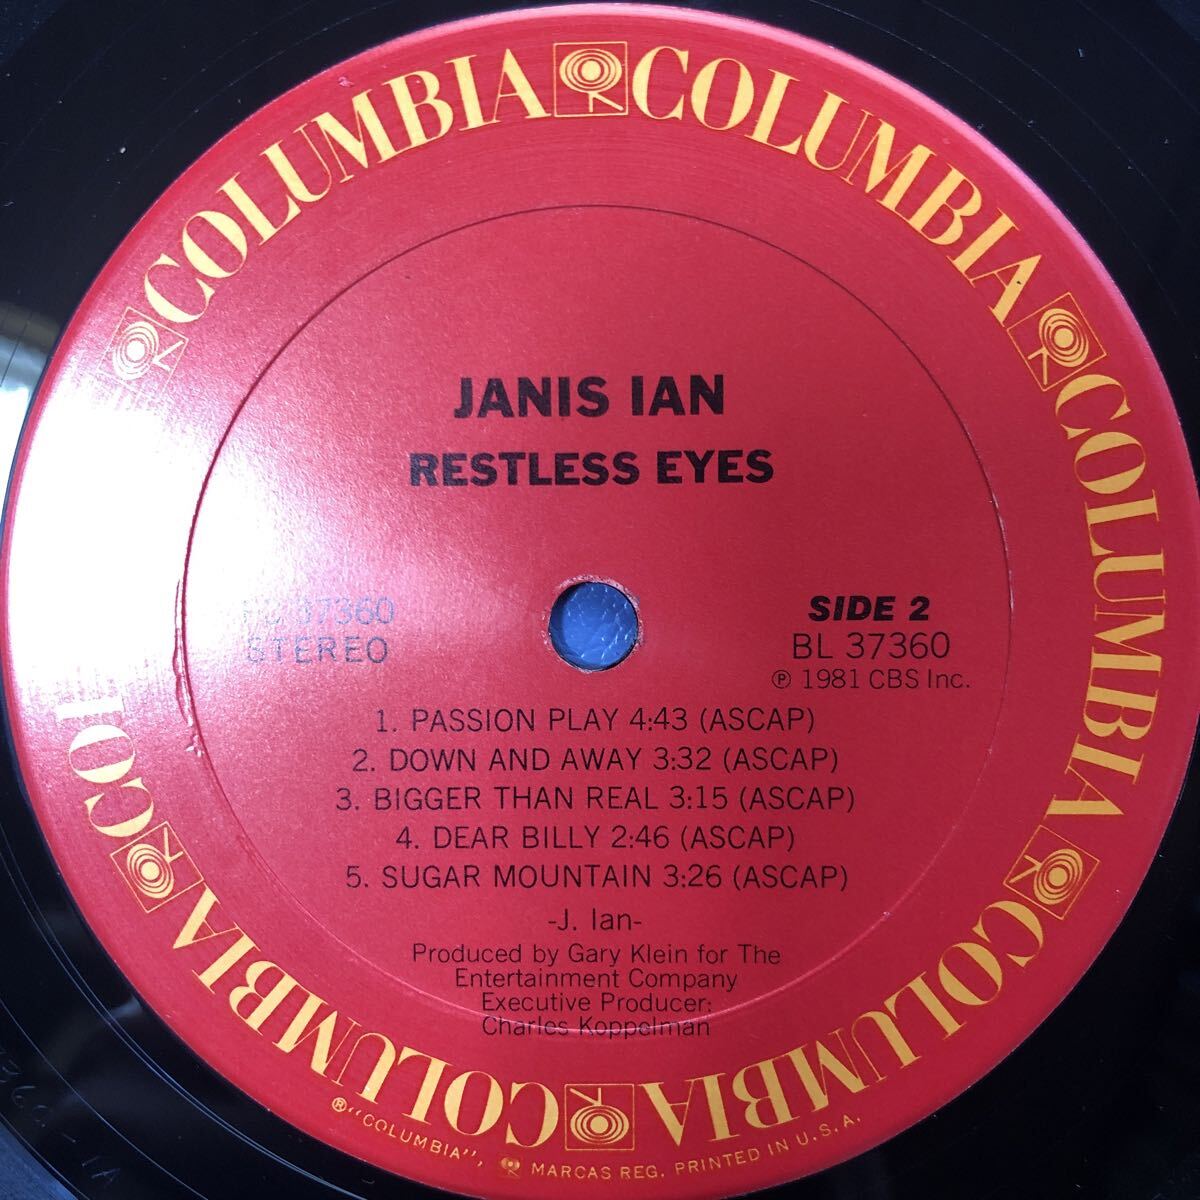 COLUMBIA COLUMBIA COLUMBIA COLUMBIA COLUMBIA COLUMBIA
JANIS IAN
RESTLESS EYES
37360
STEREO
SIDE 2
BL 37360
℗ 1981 CBS Inc.
1. PASSION PLAY 4:43 (ASCAP)
2. DOWN AND AWAY 3:32 (ASCAP)
3. BIGGER THAN REAL 3:15 (ASCAP)
4. DEAR BILLY 2:46 (ASCAP)
5. SUGAR MOUNTAIN 3:26 (ASCAP)
-J. Ian-
Produced by Gary Klein for The
Entertainment Company
Executive Producer:
Charles Koppelman
®"COLUMBIA", MARCAS REG. PRINTED IN U.S.A.